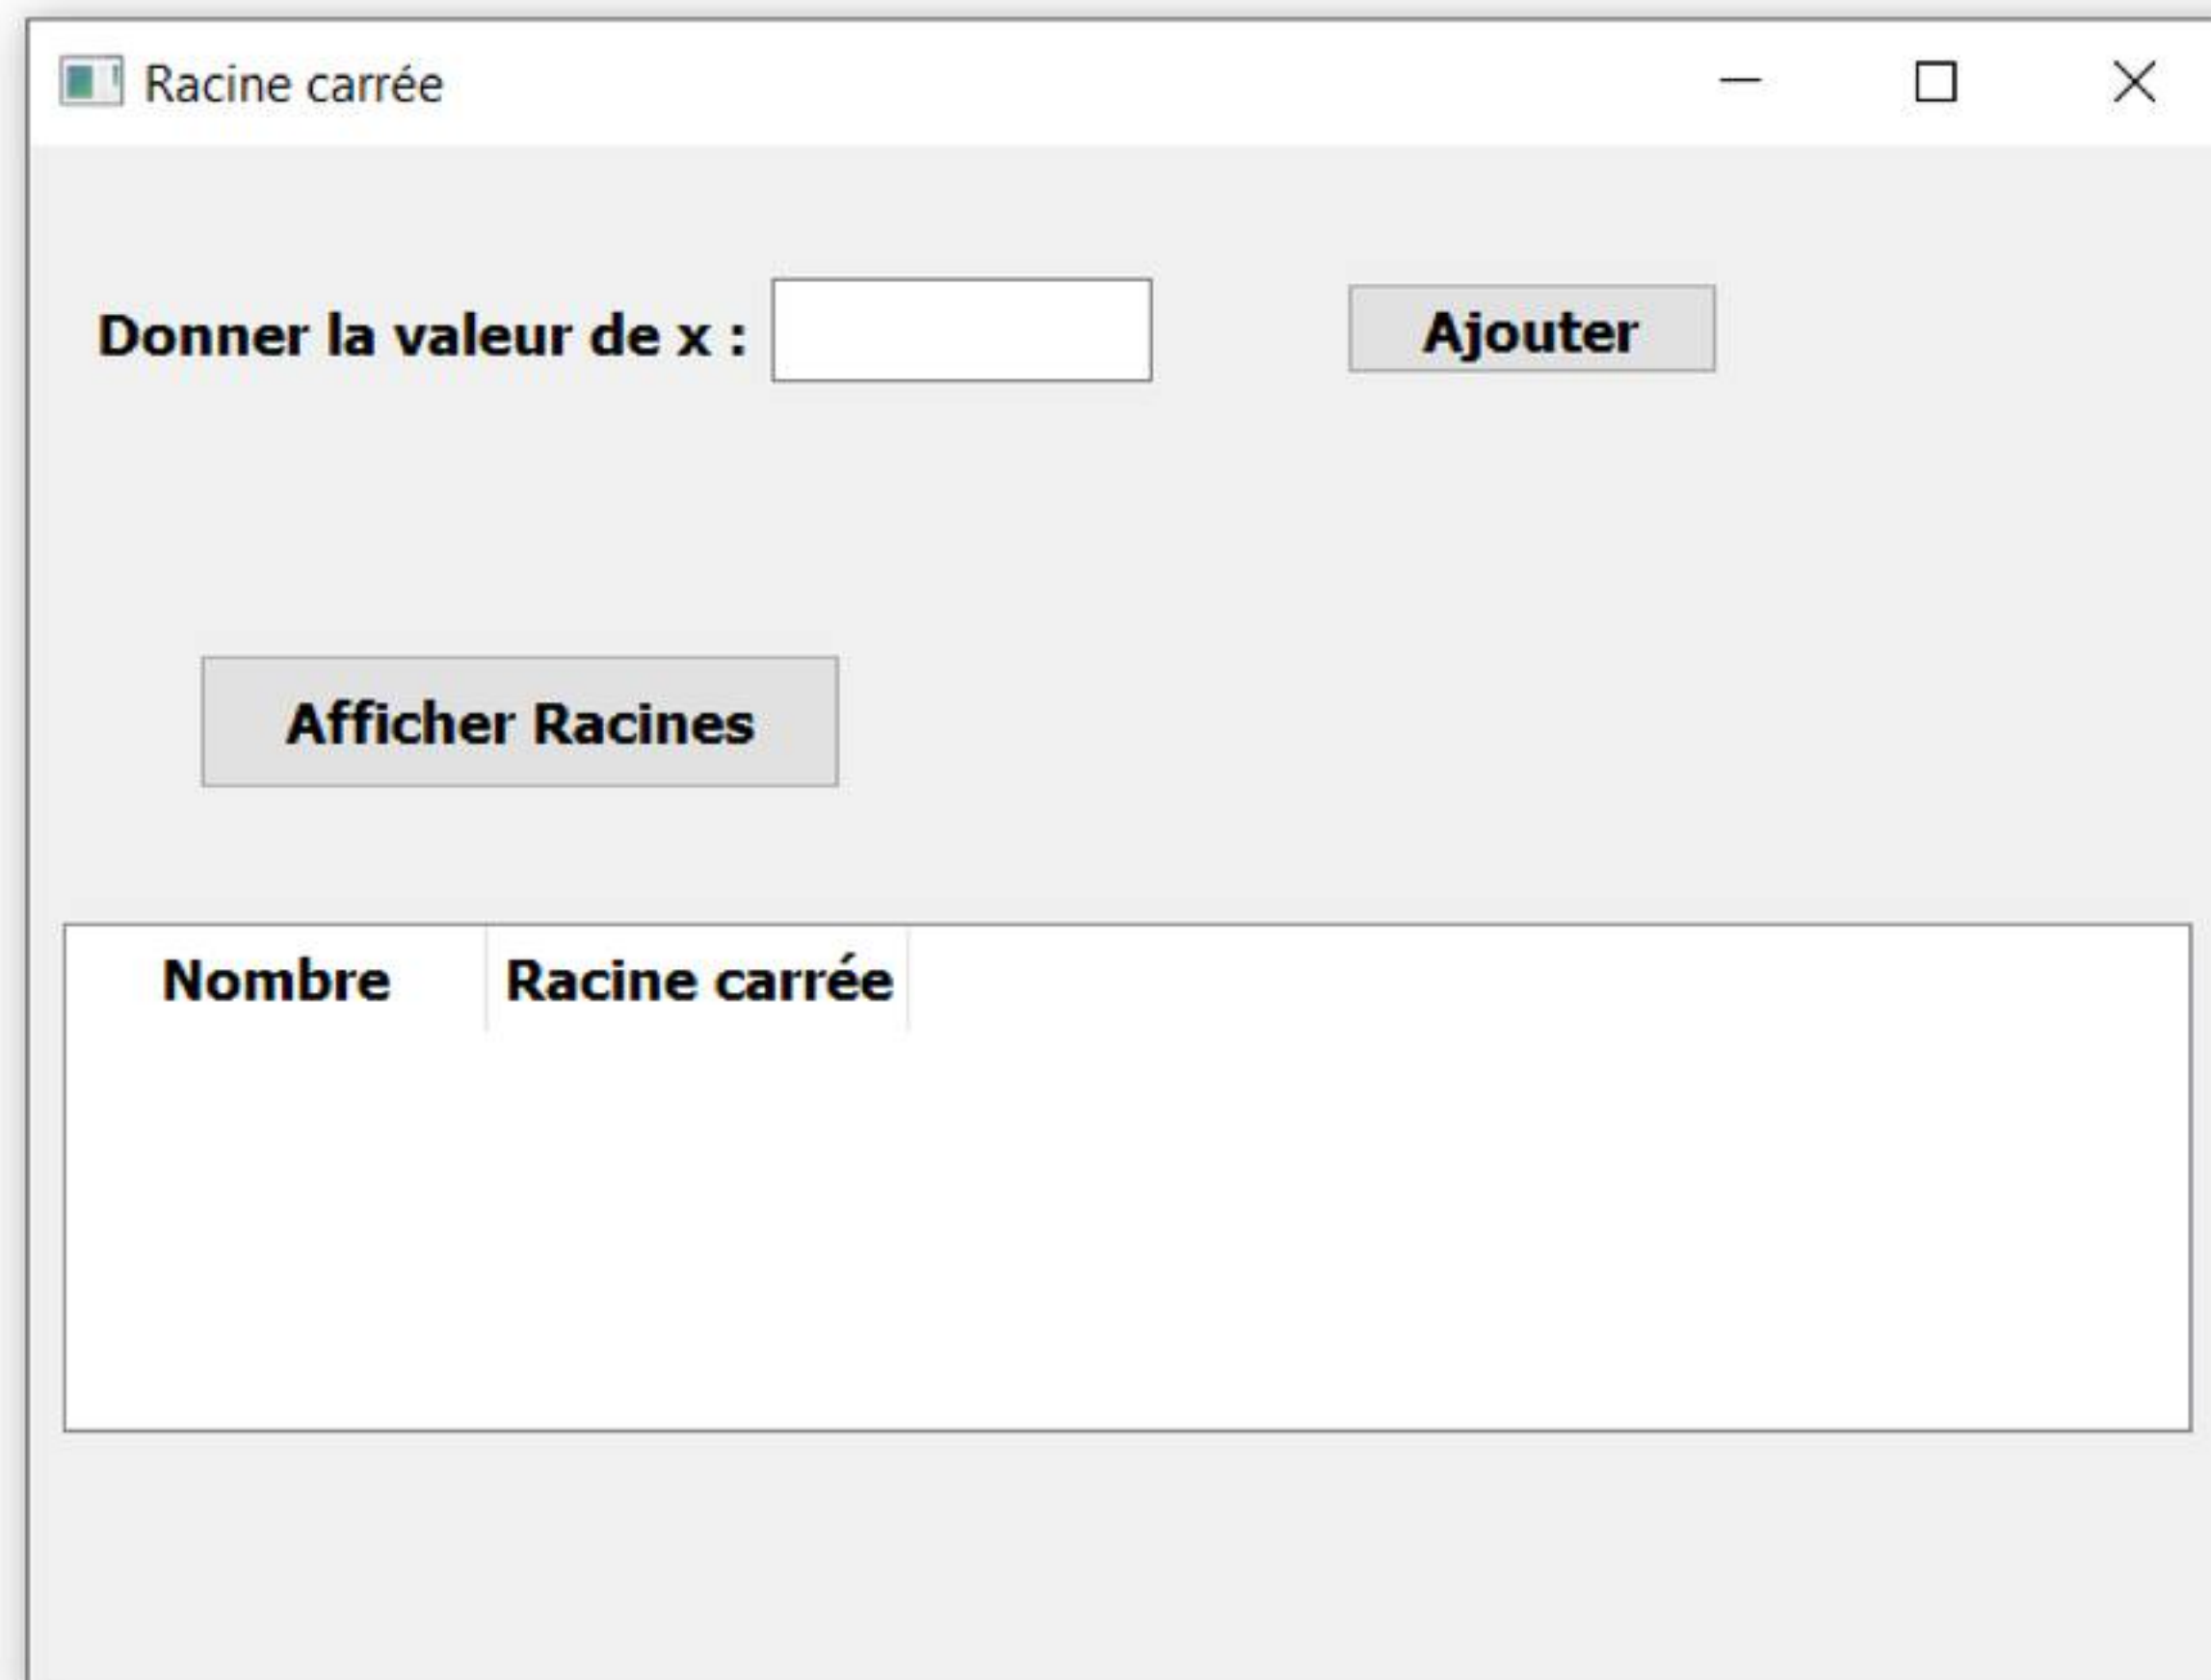 Racine carrée
Donner la valeur de x : Ajouter
Afficher Racines
Nombre Racine carrée